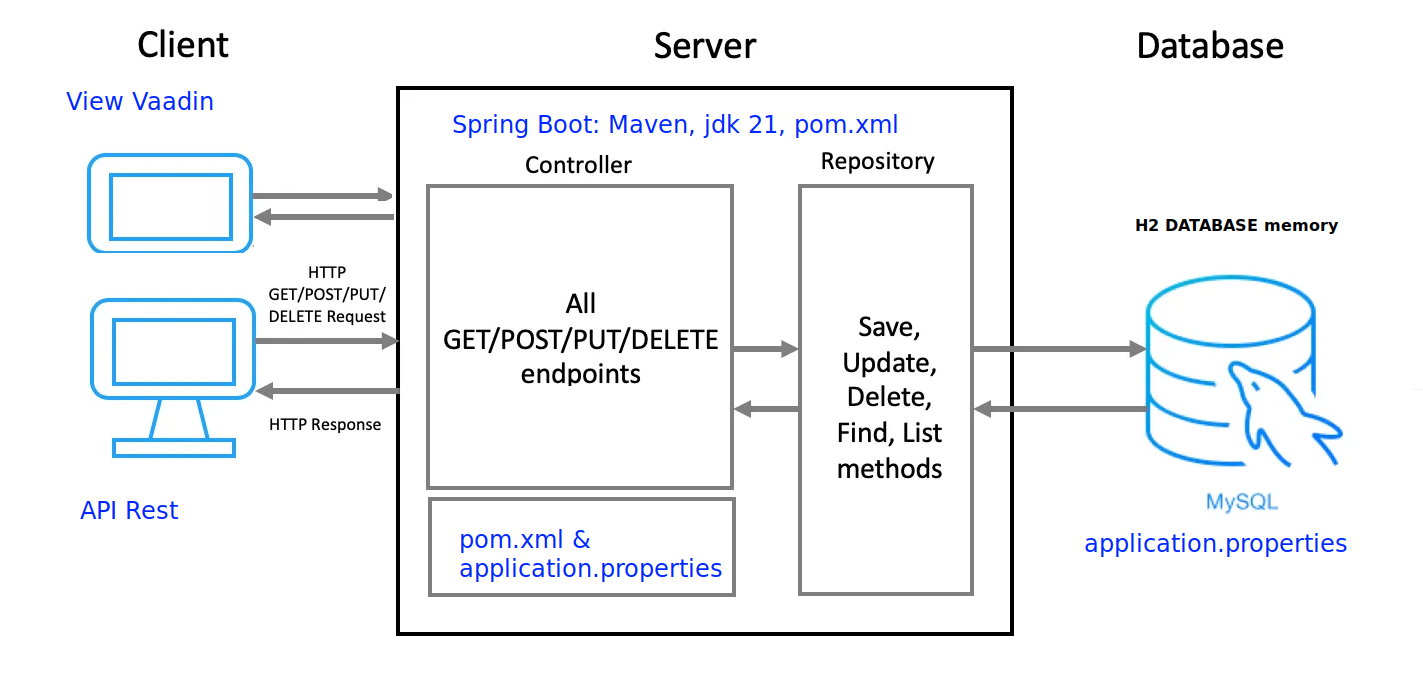 Client
Server
Database
View Vaadin
Spring Boot: Maven, jdk 21, pom.xml
Controller
Repository
H2 DATABASE memory
HTTP
GET/POST/PUT/
DELETE Request
HTTP Response
API Rest
All
GET/POST/PUT/DELETE
endpoints
pom.xml &
application.properties
Save,
Update,
Delete,
Find, List
methods
MySQL
application.properties